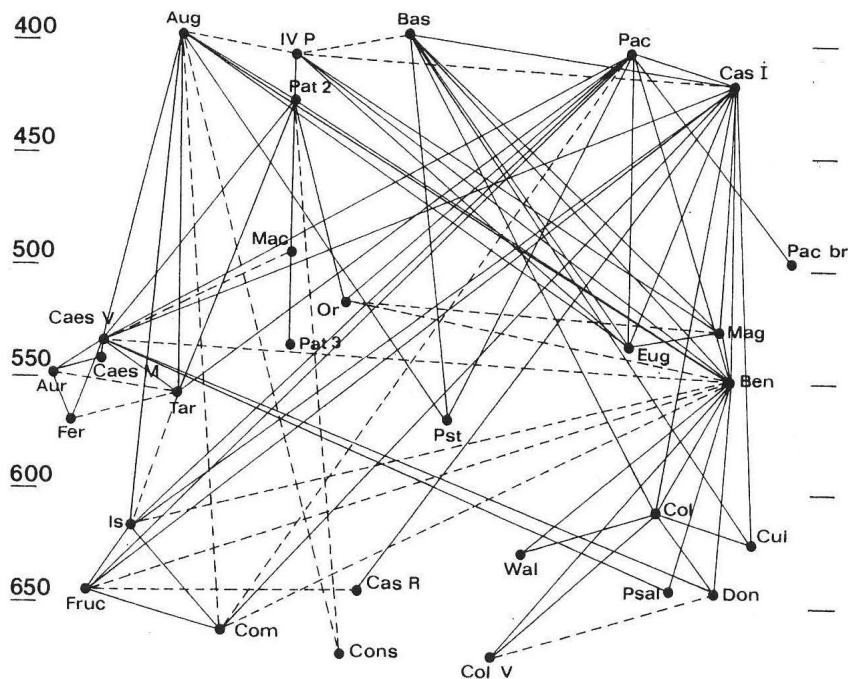 400
Aug
IV P
Bas
Pac
Cas I
Pat 2
450
Mac
500
Pac br
Or
Caes V
Pat 3
Mag
Eug
550
Aur
Caes M
Tar
Ben
Fer
Pst
600
Is
Col
Cul
Wal
650
Fruc
Cas R
Psal
Don
Com
Cons
Col V